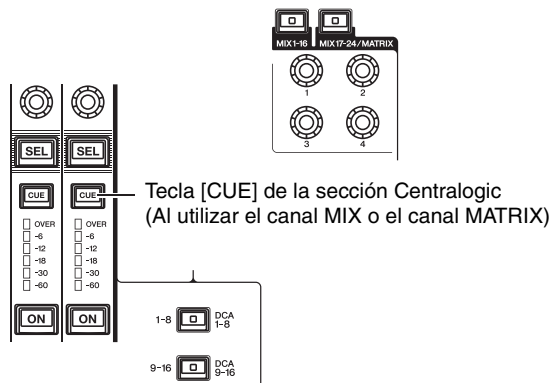 MIX1-16 MIX17-24/MATRIX
1 2
3 4
SEL SEL
CUE CUE
Tecla [CUE] de la sección Centralogic
(Al utilizar el canal MIX o el canal MATRIX)
OVER OVER
-6 -6
-12 -12
-18 -18
-30 -30
-60 -60
ON ON
1-8 DCA
1-8
9-16 DCA
9-16